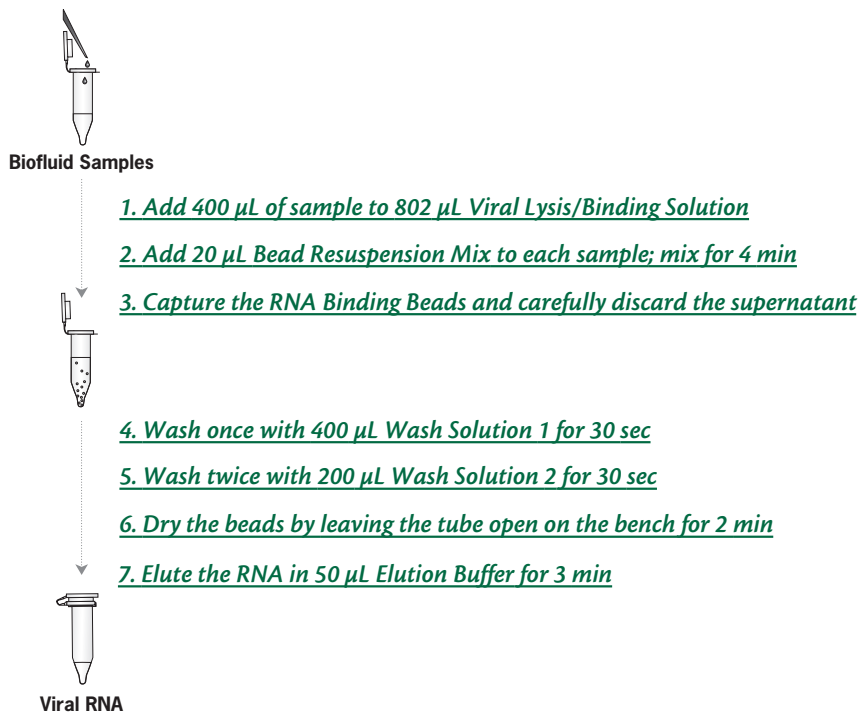 Biofluid Samples
1. Add 400 µL of sample to 802 µL Viral Lysis/Binding Solution
2. Add 20 µL Bead Resuspension Mix to each sample; mix for 4 min
3. Capture the RNA Binding Beads and carefully discard the supernatant
4. Wash once with 400 µL Wash Solution 1 for 30 sec
5. Wash twice with 200 µL Wash Solution 2 for 30 sec
6. Dry the beads by leaving the tube open on the bench for 2 min
7. Elute the RNA in 50 µL Elution Buffer for 3 min
Viral RNA